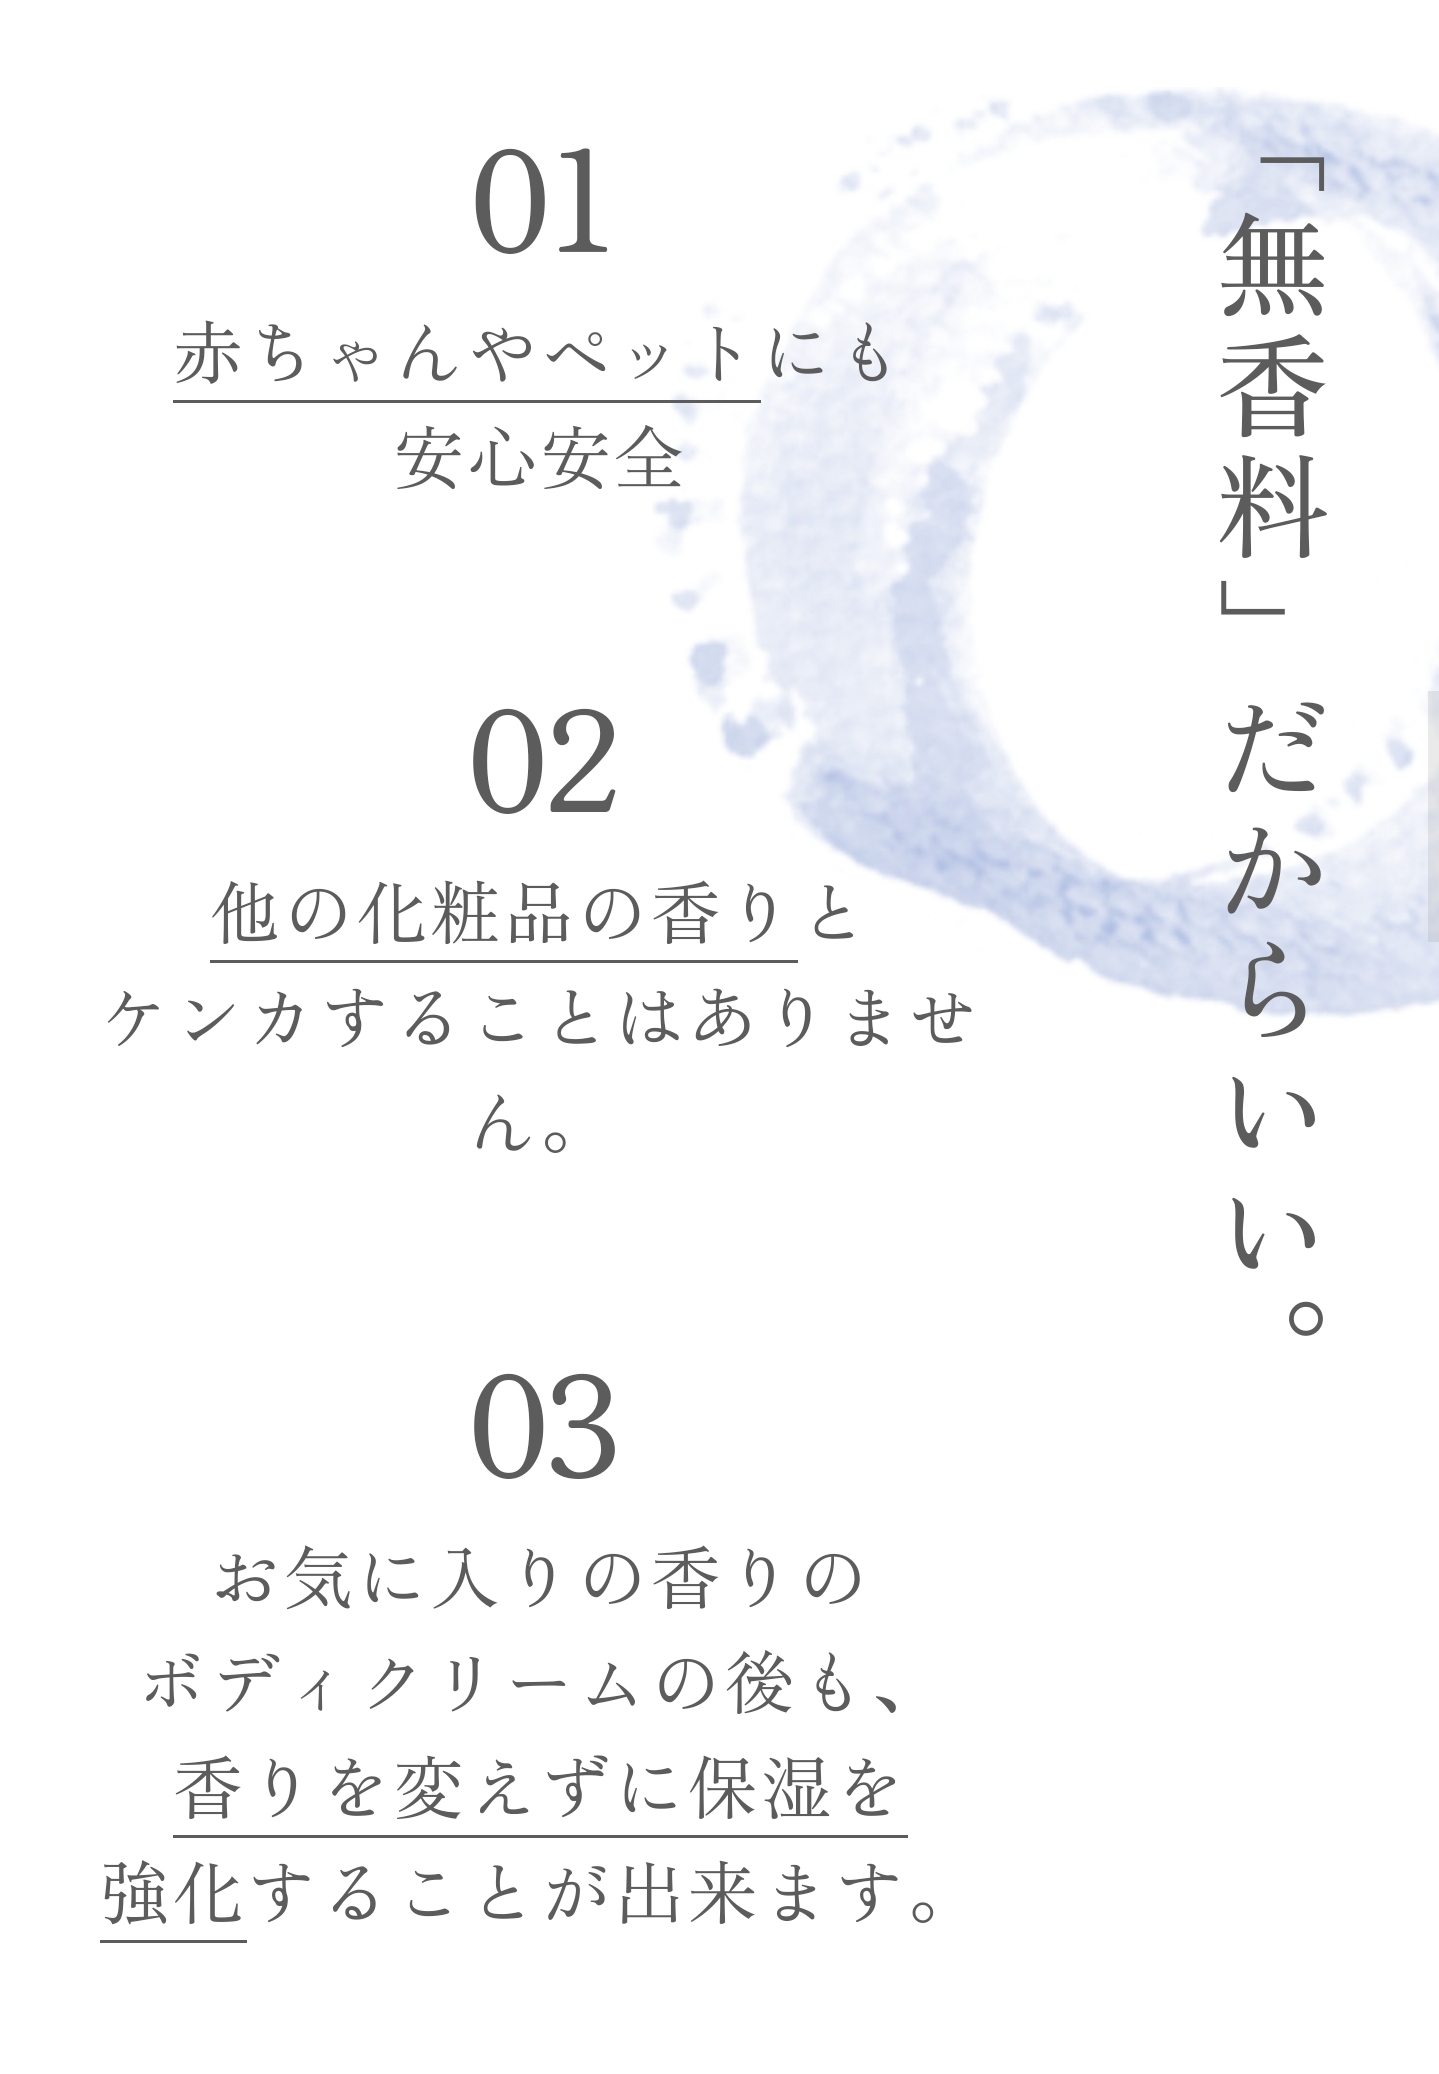 「無香料」だからいい。
01
赤ちゃんやペットにも
安心安全
02
他の化粧品の香りと
ケンカすることはありませ
ん。
03
お気に入りの香りの
ボディクリームの後も、
香りを変えずに保湿を
強化することが出来ます。